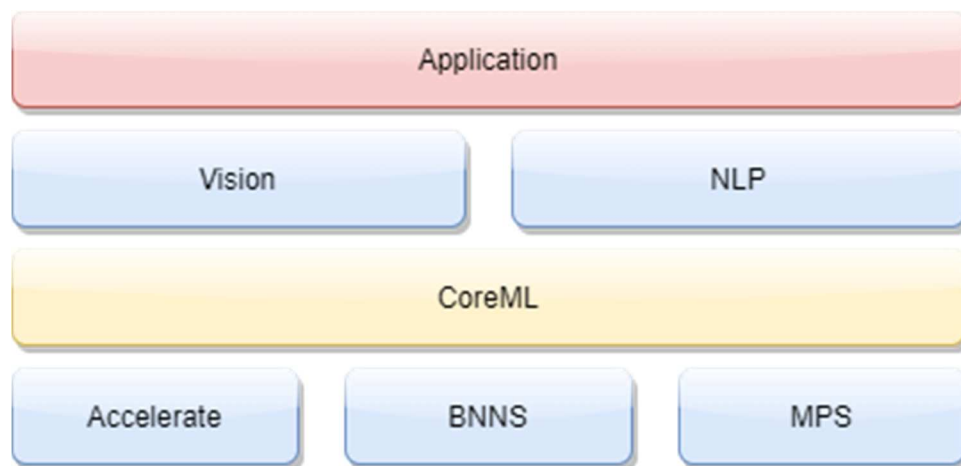 Application
Vision NLP
CoreML
Accelerate BNNS MPS